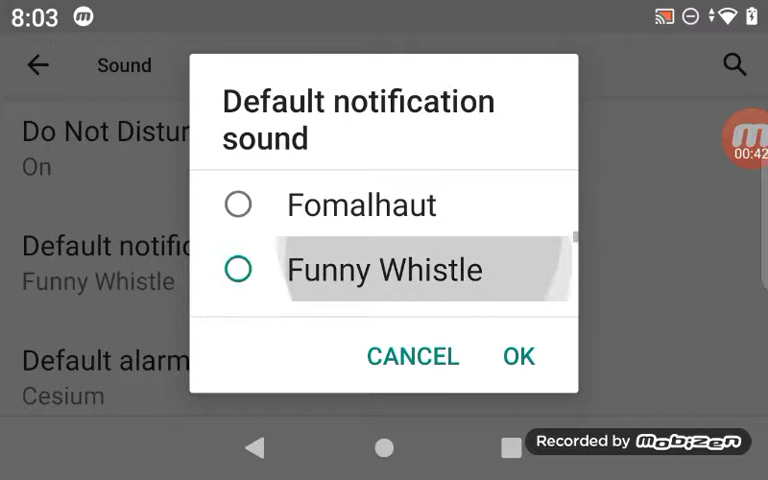 8:03
Sound
Default notification
sound
Do Not Distur
On
Fomalhaut
00:42
Default notific
Funny Whistle
Funny Whistle
Default alarm
Cesium
CANCEL
OK
Recorded by mobizen